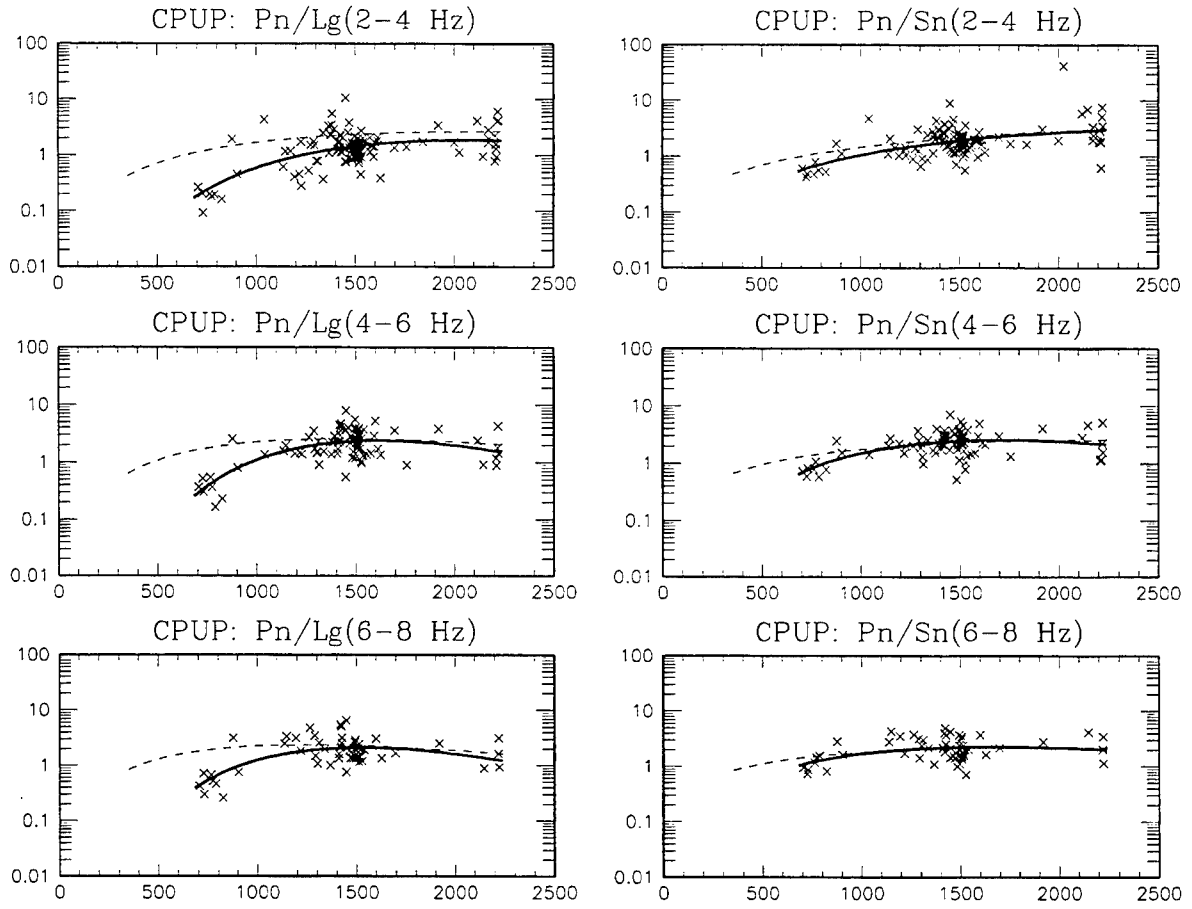 CPUP: Pn/Lg(2-4 Hz)
100
10
1
0.1
0.01
0 500 1000 1500 2000 2500
CPUP: Pn/Sn(2-4 Hz)
100
10
1
0.1
0.01
0 500 1000 1500 2000 2500
CPUP: Pn/Lg(4-6 Hz)
100
10
1
0.1
0.01
0 500 1000 1500 2000 2500
CPUP: Pn/Sn(4-6 Hz)
100
10
1
0.1
0.01
0 500 1000 1500 2000 2500
CPUP: Pn/Lg(6-8 Hz)
100
10
1
0.1
0.01
0 500 1000 1500 2000 2500
CPUP: Pn/Sn(6-8 Hz)
100
10
1
0.1
0.01
0 500 1000 1500 2000 2500